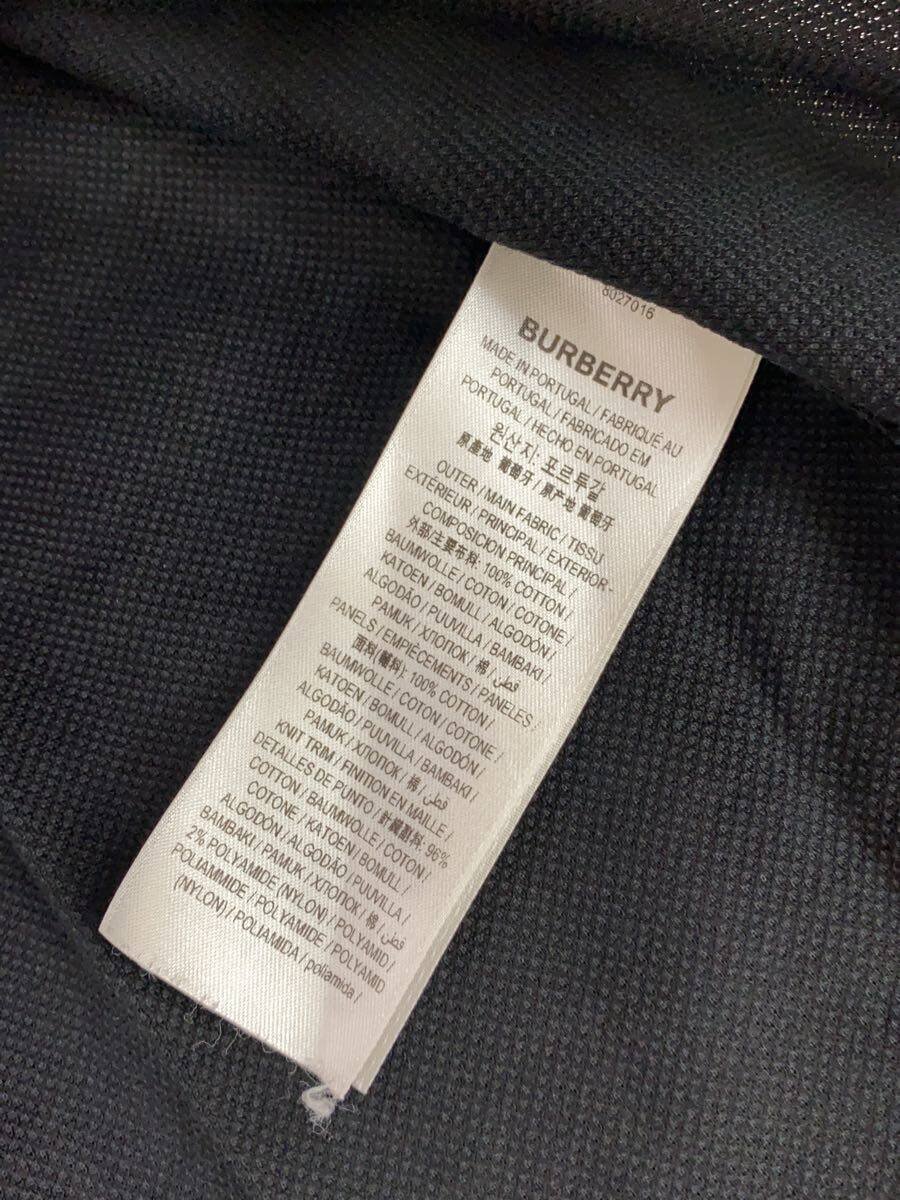 8027016
BURBERRY
MADE IN PORTUGAL / FABRIQUÉ AU
PORTUGAL / FABRICADO EM
PORTUGAL / HECHO EN PORTUGAL
원산지: 포르투갈
原產地 葡萄牙 / 原产地 葡萄牙
OUTER / MAIN FABRIC / TISSU
EXTÉRIEUR / PRINCIPAL / EXTERIOR -
COMPOSICION PRINCIPAL /
外部/主要布料: 100% COTTON /
BAUMWOLLE / COTON / COTONE /
KATOEN / BOMULL / ALGODÓN /
ALGODÃO / PUUVILLA / BAMBAKI /
PAMUK / ХЛОПОК / 棉 / قطن /
PANELS / EMPIÈCEMENTS / PANELES /
面料(襯料): 100% COTTON /
BAUMWOLLE / COTON / COTONE /
KATOEN / BOMULL / ALGODÓN /
ALGODÃO / PUUVILLA / BAMBAKI /
PAMUK / ХЛОПОК / 棉 / قطن /
KNIT TRIM / FINITION EN MAILLE /
DETALLES DE PUNTO / 針織副料: 96%
COTTON / BAUMWOLLE / COTON /
COTONE / KATOEN / BOMULL /
ALGODÓN / ALGODÃO / PUUVILLA /
BAMBAKI / PAMUK / ХЛОПОК / 棉 / قطن /
2% POLYAMIDE (NYLON) / POLYAMID /
POLIAMMIDE / POLYAMIDE / POLYAMID
(NYLON) / POLIAMIDA / poliamida /